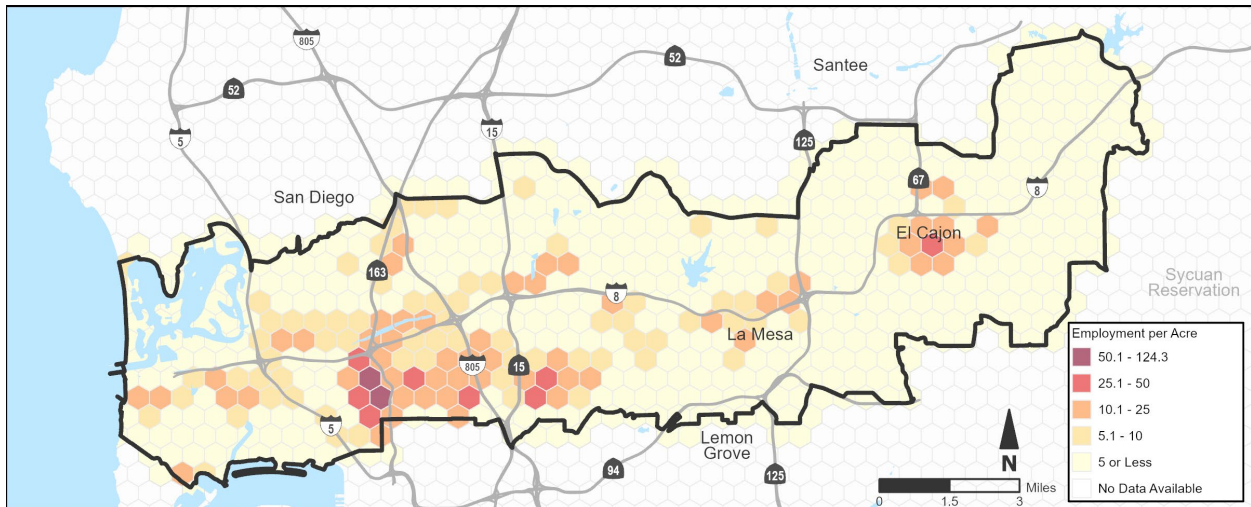 805
52
5
15
52
Santee
125
67
8
San Diego
163
El Cajon
Sycuan
Reservation
8
La Mesa
805
15
5
Lemon
Grove
94
125
N
0 1.5 3 Miles
Employment per Acre
50.1 - 124.3
25.1 - 50
10.1 - 25
5.1 - 10
5 or Less
No Data Available